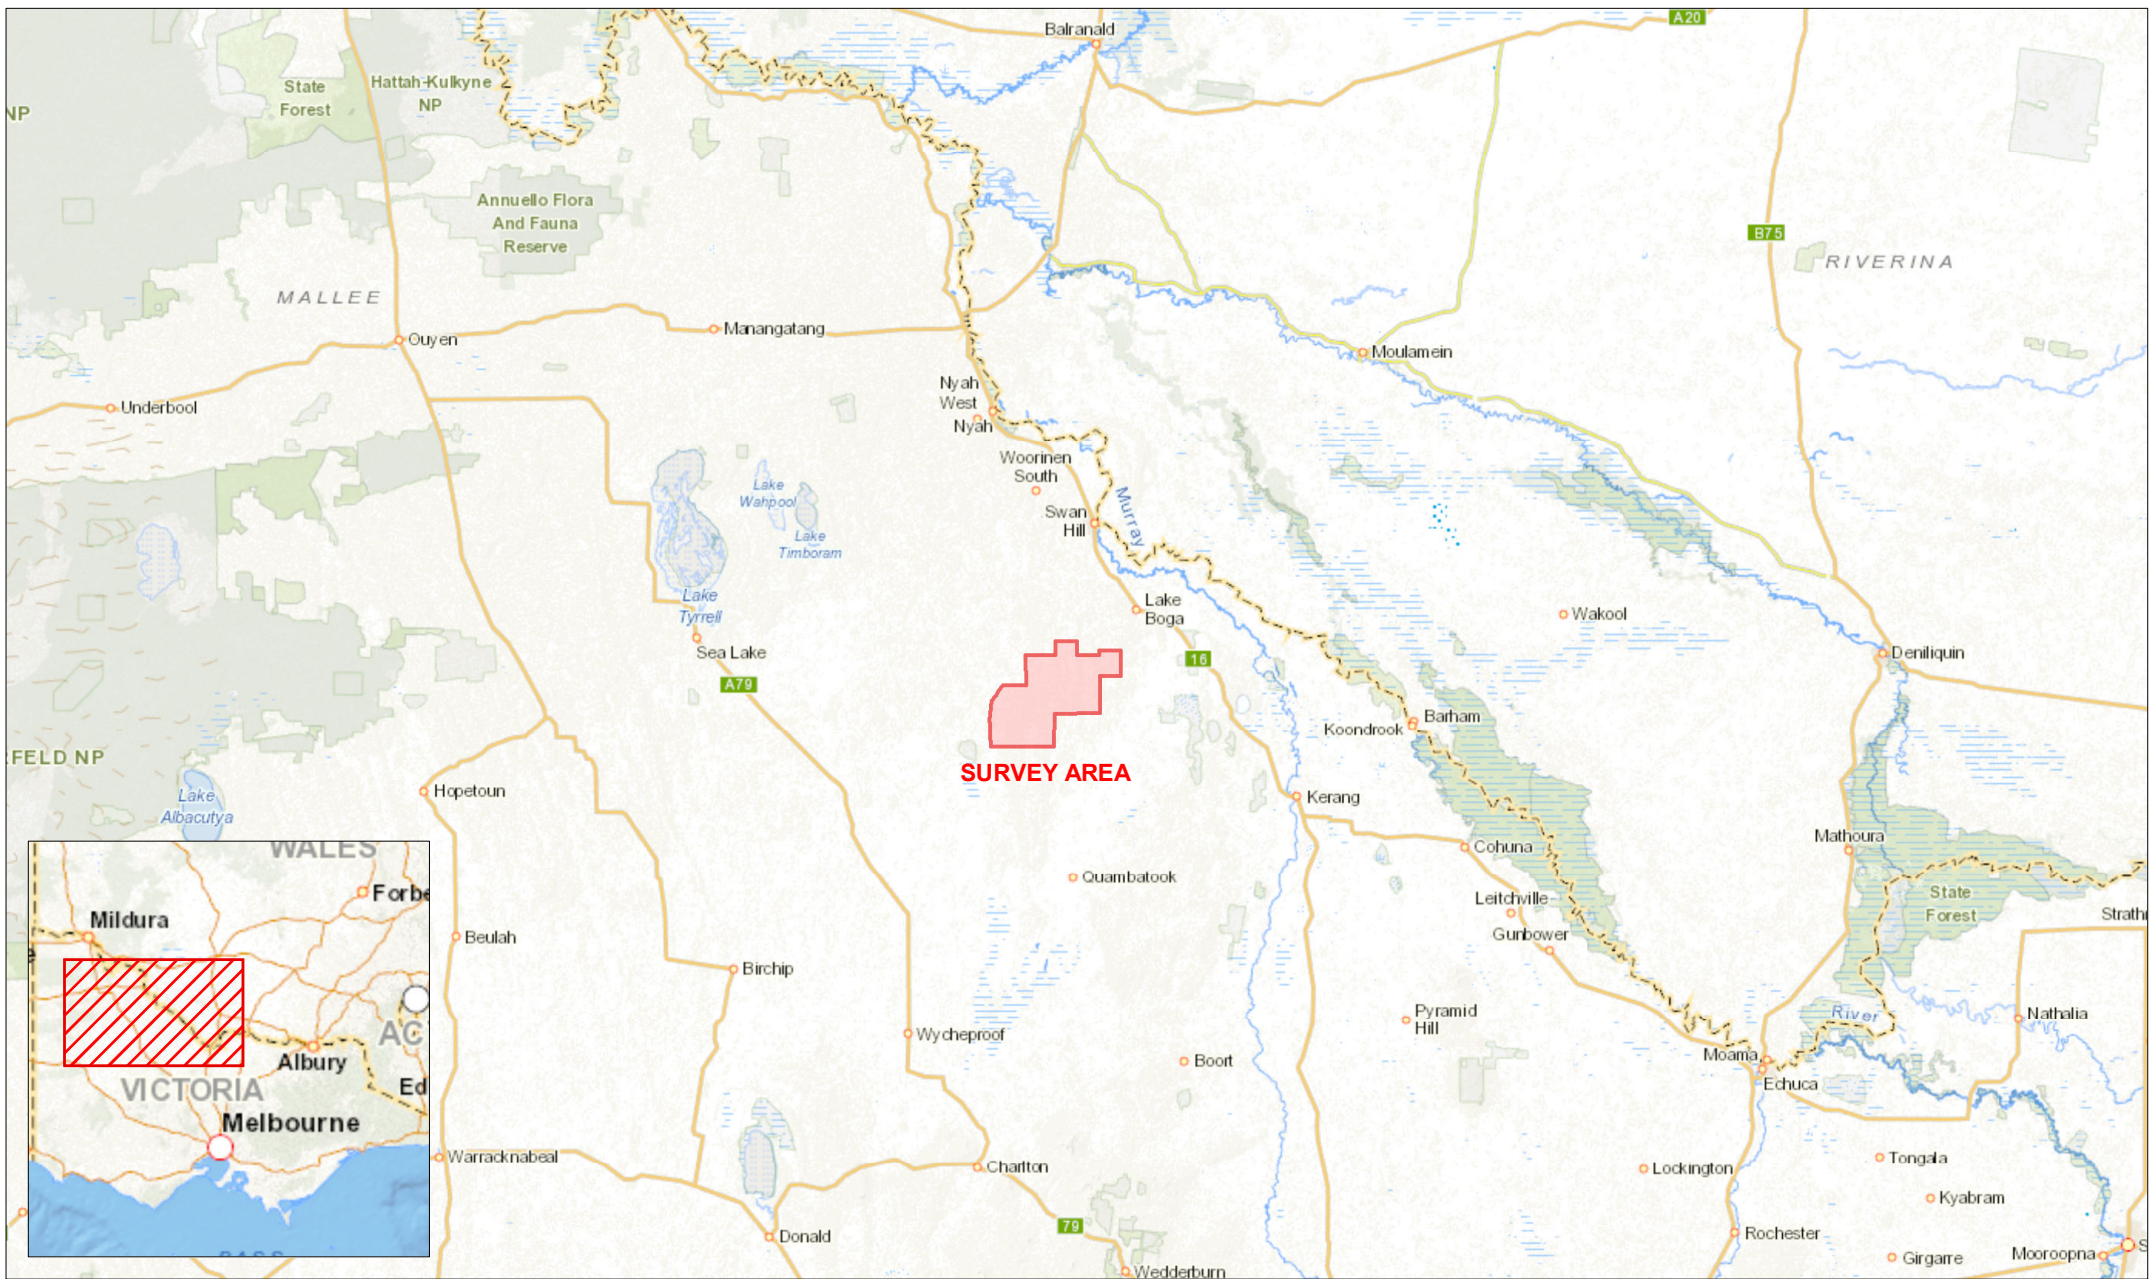 Balranald
A20
State
Forest
Hattah-Kulkyne
NP
NP
Annuello Flora
And Fauna
Reserve
B75
RIVERINA
MALLEE
Ouyen
Manangatang
Moulamein
Underbool
Nyah
West
Nyah
Woorinen
South
Lake
Wahpool
Lake
Timboram
Swan
Hill
Murray
Lake
Tyrrell
Lake
Boga
Wakool
Sea Lake
A79
16
Deniliquin
Barham
Koondrook
RFELD NP
SURVEY AREA
Lake
Albacutya
Hopetoun
Kerang
Mathoura
Cohuna
Quambatook
Leitchville
Gunbower
State
Forest
Strath
Beulah
Birchip
Wycheproof
Pyramid
Hill
River
Nathalia
Boort
Moama
Echuca
Warracknabeal
Charlton
Lockington
Tongala
Kyabram
79
Donald
Rochester
Girgarre
Mooroopna
S
Wedderburn
WALES
Forbe
Mildura
e
AC
Albury
VICTORIA
Ed
Melbourne
BASS